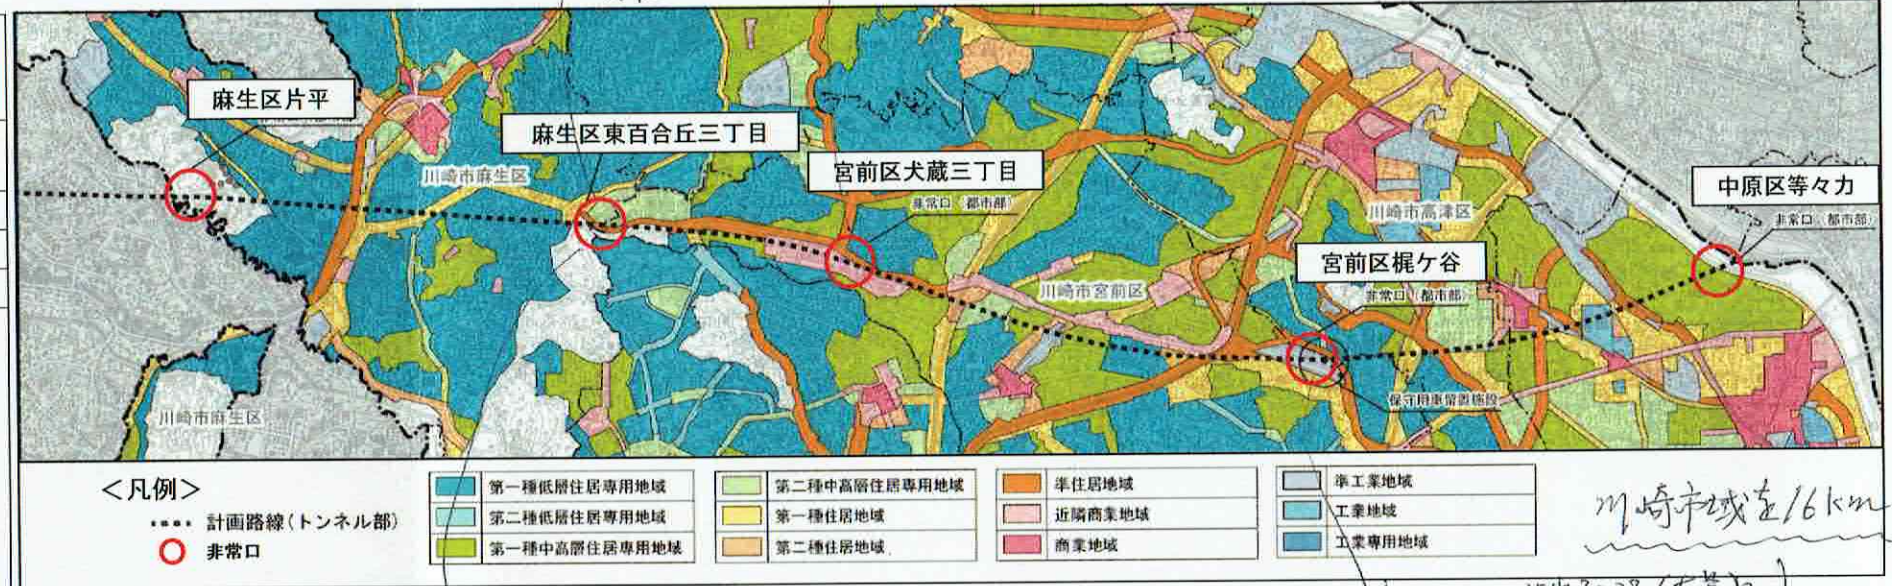 麻生区片平
麻生区東百合丘三丁目
宮前区犬蔵三丁目
非常口（都市部）
中原区等々力
非常口（都市部）
宮前区梶ケ谷
非常口（都市部）
保守用車留置施設
川崎市麻生区
川崎市高津区
川崎市宮前区
川崎市麻生区
＜凡例＞
計画路線(トンネル部)
非常口
第一種低層住居専用地域
第二種低層住居専用地域
第一種中高層住居専用地域
第二種中高層住居専用地域
第一種住居地域
第二種住居地域
準住居地域
近隣商業地域
商業地域
準工業地域
工業地域
工業専用地域
川崎市域を16km